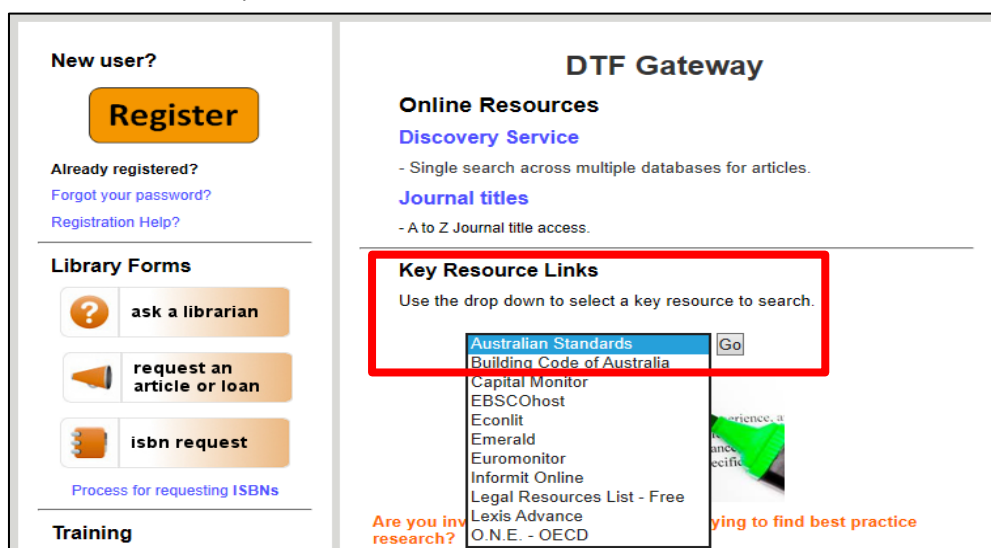 New user?
Register
Already registered?
Forgot your password?
Registration Help?
Library Forms
ask a librarian
request an
article or loan
isbn request
Process for requesting ISBNs
Training
DTF Gateway
Online Resources
Discovery Service
- Single search across multiple databases for articles.
Journal titles
- A to Z Journal title access.
Key Resource Links
Use the drop down to select a key resource to search.
Australian Standards
Go
Building Code of Australia
Capital Monitor
EBSCOhost
Econlit
Emerald
Euromonitor
Informit Online
Legal Resources List - Free
Lexis Advance
O.N.E. - OECD
Are you
ying to find best practice
research?